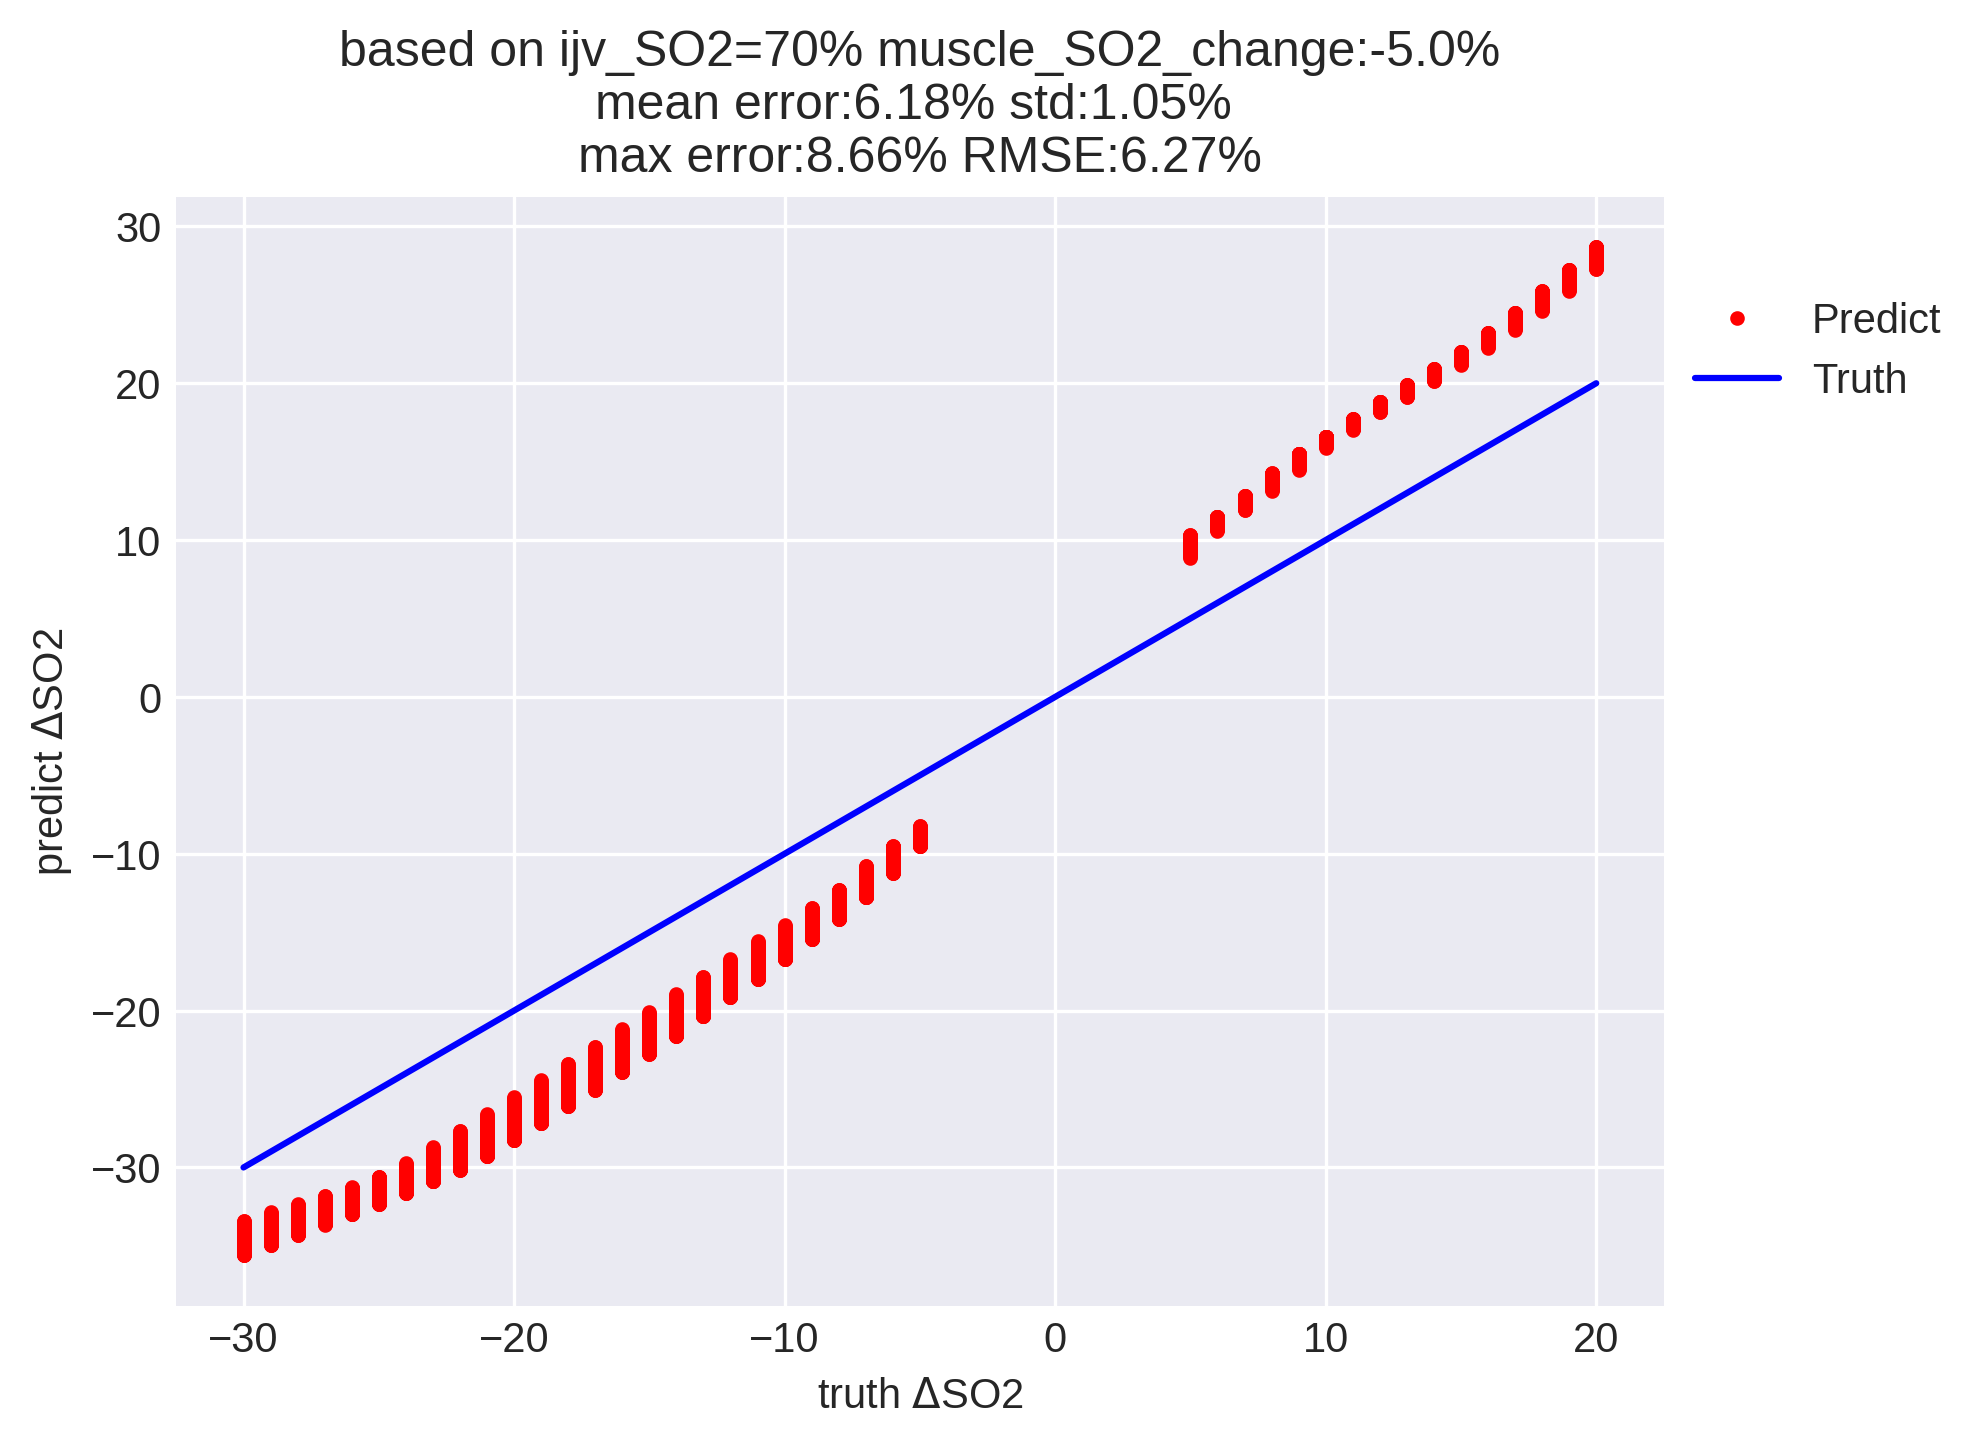 based on ijv_SO2=70% muscle_SO2_change:-5.0%
mean error:6.18% std:1.05%
max error:8.66% RMSE:6.27%
30
20
10
0
−10
−20
−30
predict ΔSO2
−30
−20
−10
0
10
20
truth ΔSO2
Predict
Truth